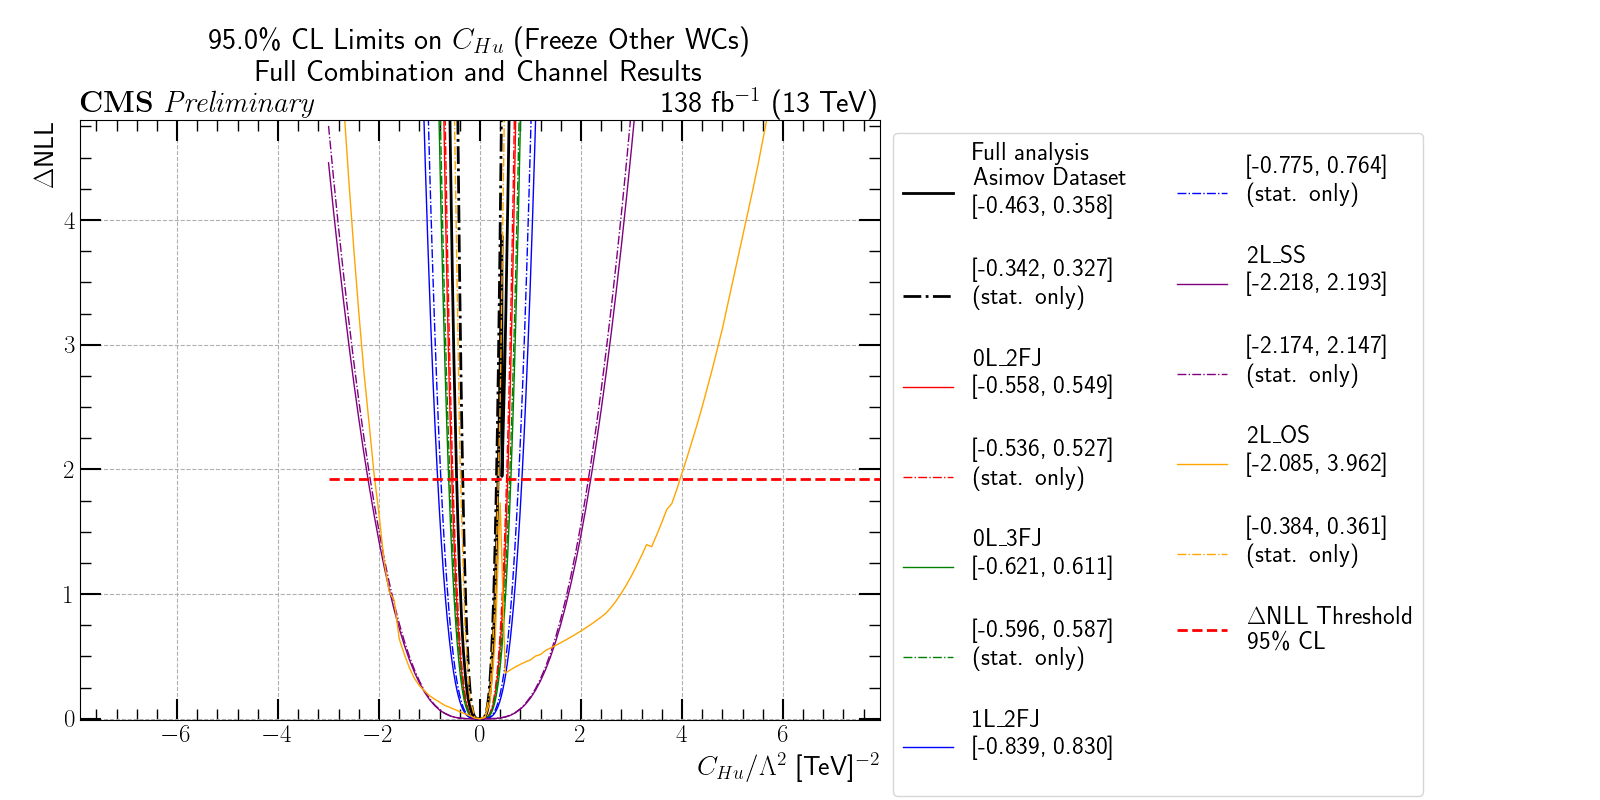 95.0% CL Limits on C_Hu (Freeze Other WCs)
Full Combination and Channel Results
CMS Preliminary
138 fb⁻¹ (13 TeV)
ΔNLL
4
3
2
1
0
−6
−4
−2
0
2
4
6
C_Hu/Λ² [TeV]⁻²
Full analysis
Asimov Dataset
[-0.463, 0.358]
[-0.342, 0.327]
(stat. only)
0L_2FJ
[-0.558, 0.549]
[-0.536, 0.527]
(stat. only)
0L_3FJ
[-0.621, 0.611]
[-0.596, 0.587]
(stat. only)
1L_2FJ
[-0.839, 0.830]
[-0.775, 0.764]
(stat. only)
2L_SS
[-2.218, 2.193]
[-2.174, 2.147]
(stat. only)
2L_OS
[-2.085, 3.962]
[-0.384, 0.361]
(stat. only)
ΔNLL Threshold
95% CL